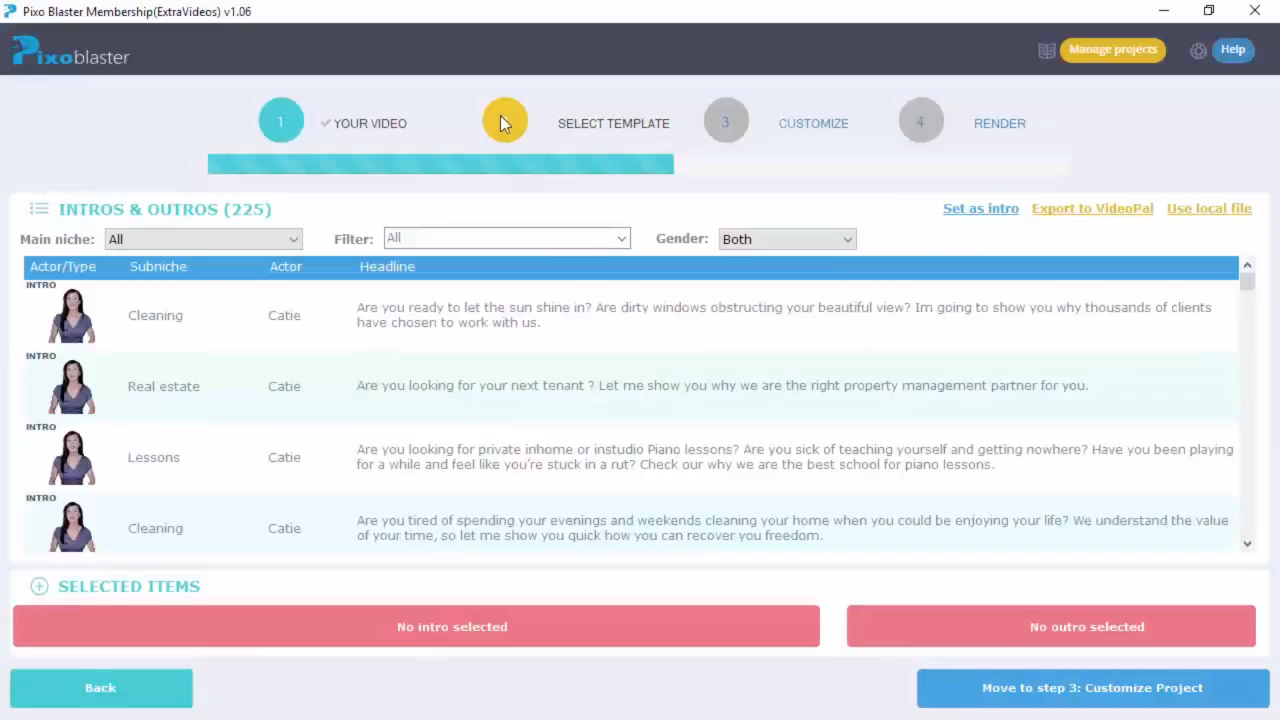 Pixo Blaster Membership(ExtraVideos) v1.06
Pixoblaster
Manage projects
Help
1
YOUR VIDEO
SELECT TEMPLATE
3
CUSTOMIZE
4
RENDER
INTROS & OUTROS (225)
Set as intro
Export to VideoPal
Use local file
Main niche:
All
Filter:
All
Gender:
Both
Actor/Type Subniche Actor Headline
INTRO
Cleaning
Catie
Are you ready to let the sun shine in? Are dirty windows obstructing your beautiful view? Im going to show you why thousands of clients
have chosen to work with us.
INTRO
Real estate
Catie
Are you looking for your next tenant ? Let me show you why we are the right property management partner for you.
INTRO
Lessons
Catie
Are you looking for private inhome or instudio Piano lessons? Are you sick of teaching yourself and getting nowhere? Have you been playing
for a while and feel like you're stuck in a rut? Check our why we are the best school for piano lessons.
INTRO
Cleaning
Catie
Are you tired of spending your evenings and weekends cleaning your home when you could be enjoying your life? We understand the value
of your time, so let me show you quick how you can recover you freedom.
SELECTED ITEMS
No intro selected
No outro selected
Back
Move to step 3: Customize Project